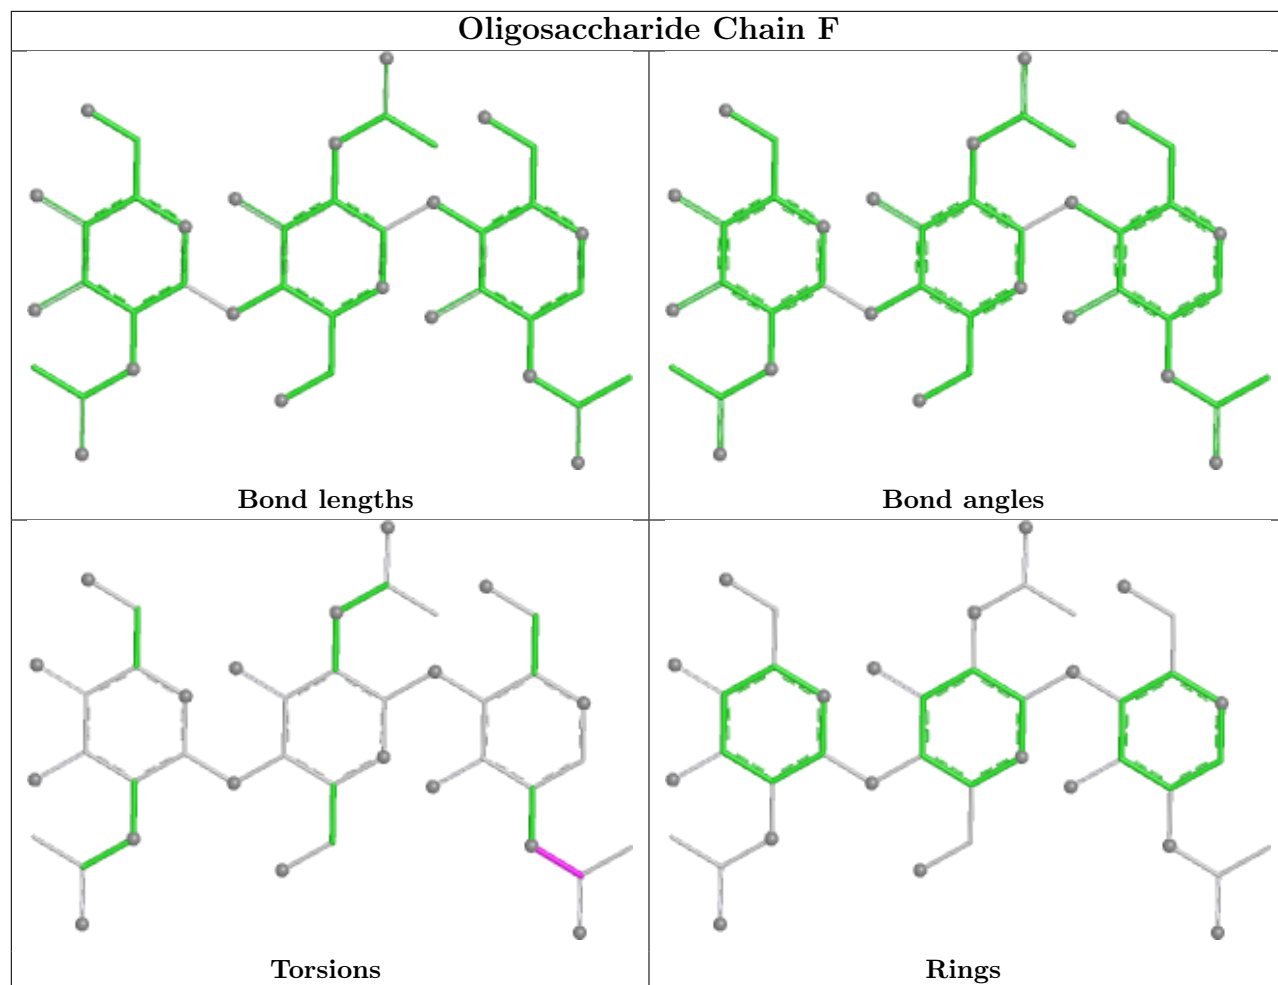 Oligosaccharide Chain F
Bond lengths
Bond angles
Torsions
Rings